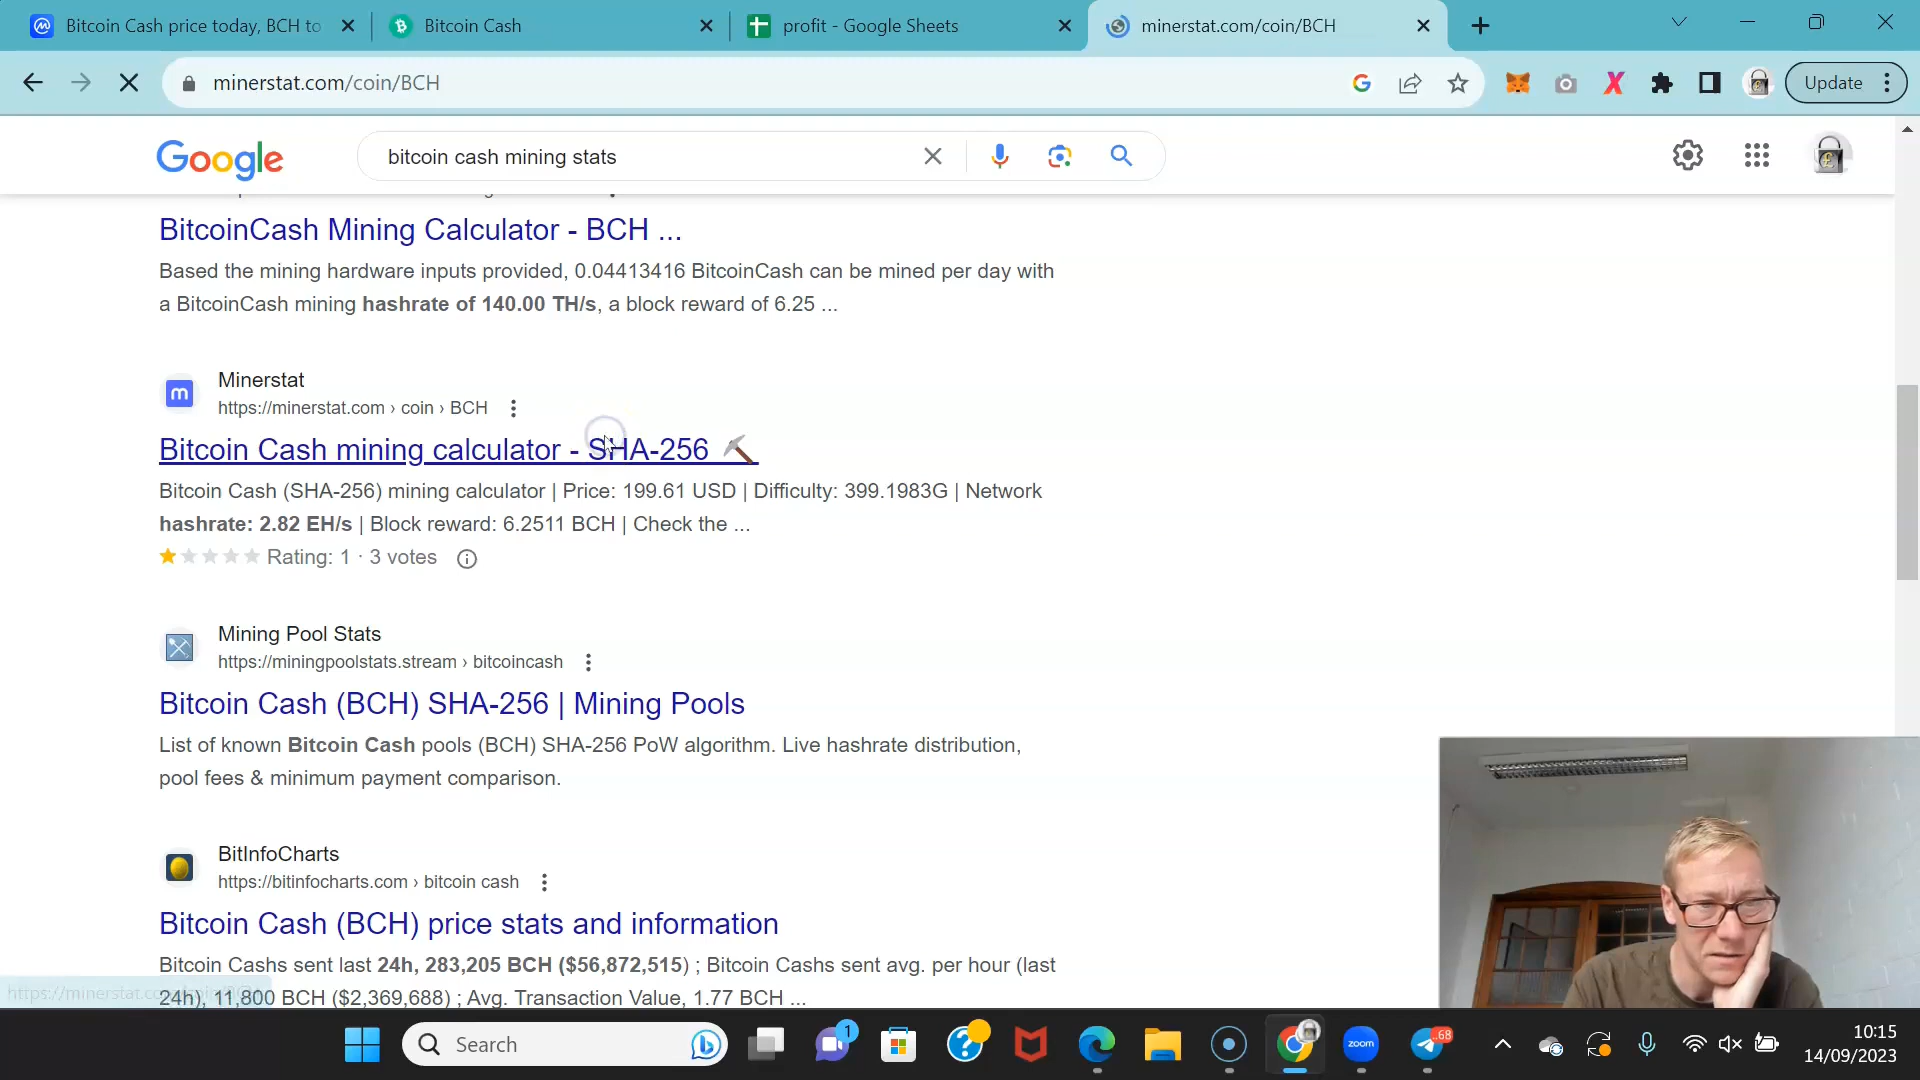 Bitcoin Cash price today, BCH to
Bitcoin Cash
profit - Google Sheets
minerstat.com/coin/BCH
minerstat.com/coin/BCH
Update
Google
bitcoin cash mining stats
BitcoinCash Mining Calculator - BCH ...
Based the mining hardware inputs provided, 0.04413416 BitcoinCash can be mined per day with
a BitcoinCash mining hashrate of 140.00 TH/s, a block reward of 6.25 ...
Minerstat
https://minerstat.com › coin › BCH
Bitcoin Cash mining calculator - SHA-256
Bitcoin Cash (SHA-256) mining calculator | Price: 199.61 USD | Difficulty: 399.1983G | Network
hashrate: 2.82 EH/s | Block reward: 6.2511 BCH | Check the ...
Rating: 1 · 3 votes
Mining Pool Stats
https://miningpoolstats.stream › bitcoincash
Bitcoin Cash (BCH) SHA-256 | Mining Pools
List of known Bitcoin Cash pools (BCH) SHA-256 PoW algorithm. Live hashrate distribution,
pool fees & minimum payment comparison.
BitInfoCharts
https://bitinfocharts.com › bitcoin cash
Bitcoin Cash (BCH) price stats and information
Bitcoin Cashs sent last 24h, 283,205 BCH ($56,872,515) ; Bitcoin Cashs sent avg. per hour (last
24h), 11,800 BCH ($2,369,688) ; Avg. Transaction Value, 1.77 BCH ...
Search
1
zoom
68
10:15
14/09/2023